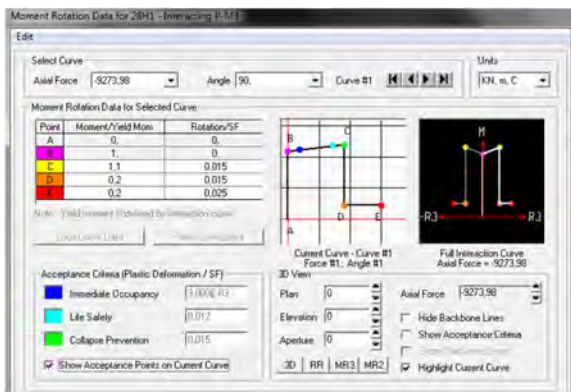 Moment Rotation Data for 28H1 - Interacting P-M3
Edit
Select Curve
Axial Force -9273,98 Angle 90, Curve #1
Units
KN, m, C
Moment Rotation Data for Selected Curve
Point Moment/Yield Mom Rotation/SF
A 0, 0,
B 1, 0,
C 1,1 0,015
D 0,2 0,015
E 0,2 0,025
Note: Yield moment is defined by interaction curve
B C
D E
A
M
-R3 R3
Current Curve - Curve #1
Force #1; Angle #1
Full Interaction Curve
Axial Force = -9273,98
Acceptance Criteria (Plastic Deformation / SF)
Immediate Occupancy 3,000E-03
Life Safety 0,012
Collapse Prevention 0,015
Show Acceptance Points on Current Curve
3D View
Plan 0
Elevation 0
Aperture 0
3D RR MR3 MR2
Axial Force -9273,98
Hide Backbone Lines
Show Acceptance Criteria
Highlight Current Curve